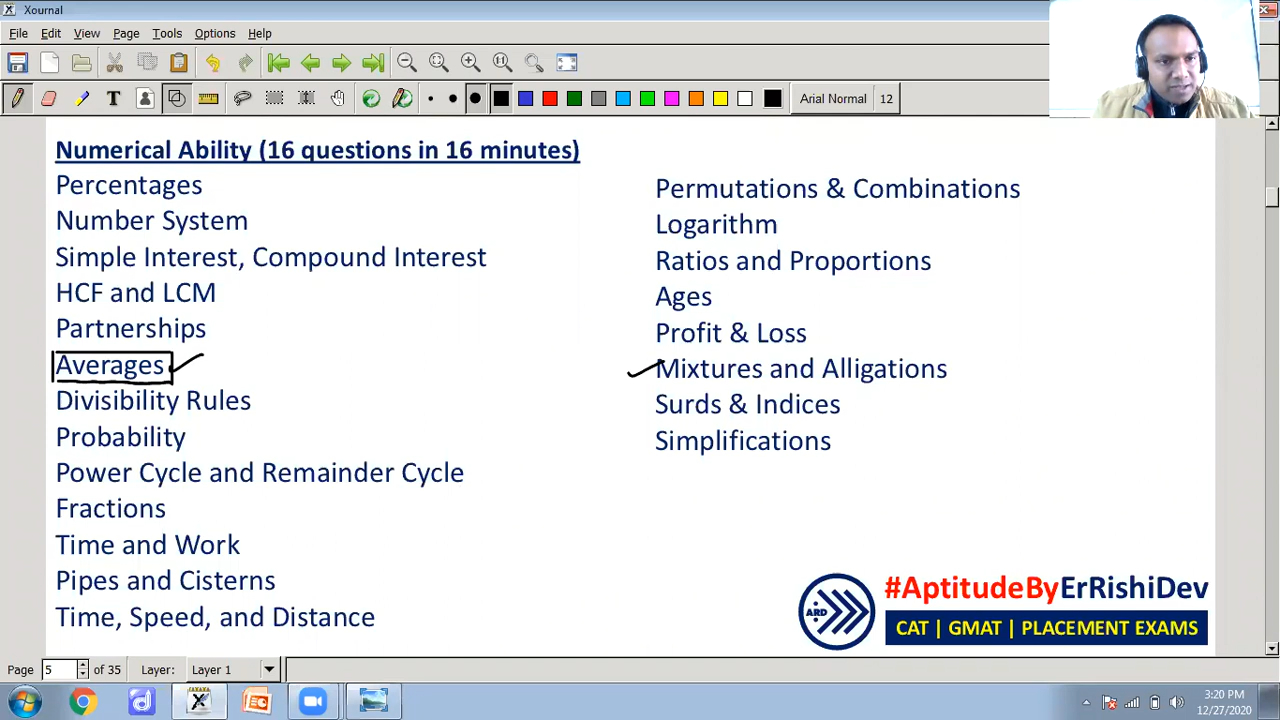 Xournal
File Edit View Page Tools Options Help
Arial Normal 12
Numerical Ability (16 questions in 16 minutes)
Percentages
Number System
Simple Interest, Compound Interest
HCF and LCM
Partnerships
Averages
Divisibility Rules
Probability
Power Cycle and Remainder Cycle
Fractions
Time and Work
Pipes and Cisterns
Time, Speed, and Distance
Permutations & Combinations
Logarithm
Ratios and Proportions
Ages
Profit & Loss
Mixtures and Alligations
Surds & Indices
Simplifications
ARD
#AptitudeByErRishiDev
CAT | GMAT | PLACEMENT EXAMS
Page 5 of 35 Layer: Layer 1
3:20 PM
12/27/2020